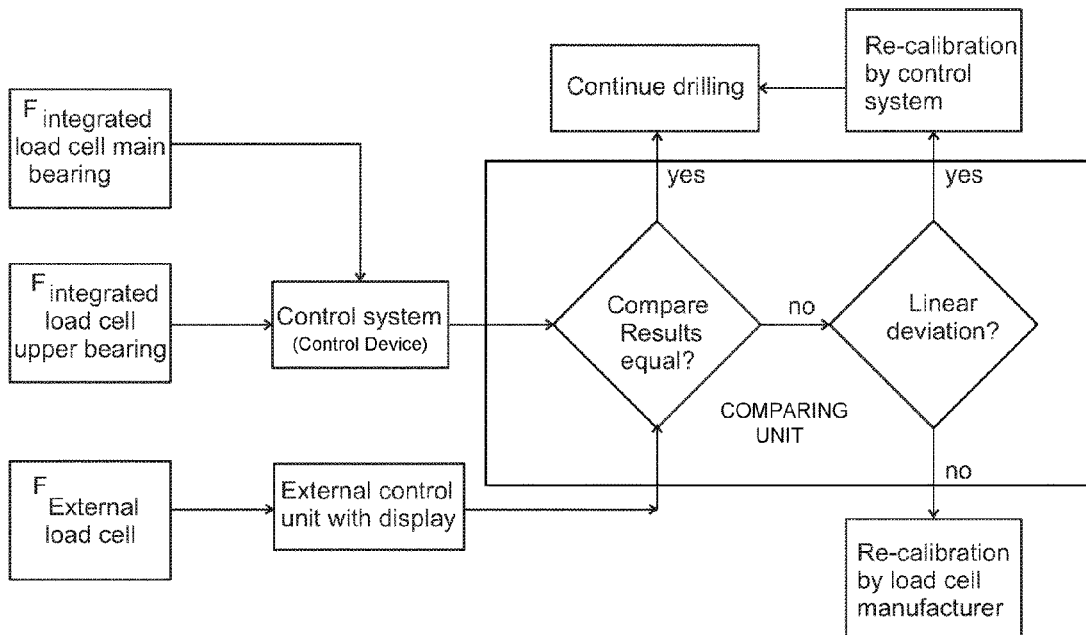 F integrated
load cell main
bearing
F integrated
load cell
upper bearing
F
External
load cell
Control system
(Control Device)
External control
unit with display
Continue drilling
Re-calibration
by control
system
yes
yes
Compare
Results
equal?
no
Linear
deviation?
COMPARING
UNIT
no
Re-calibration
by load cell
manufacturer